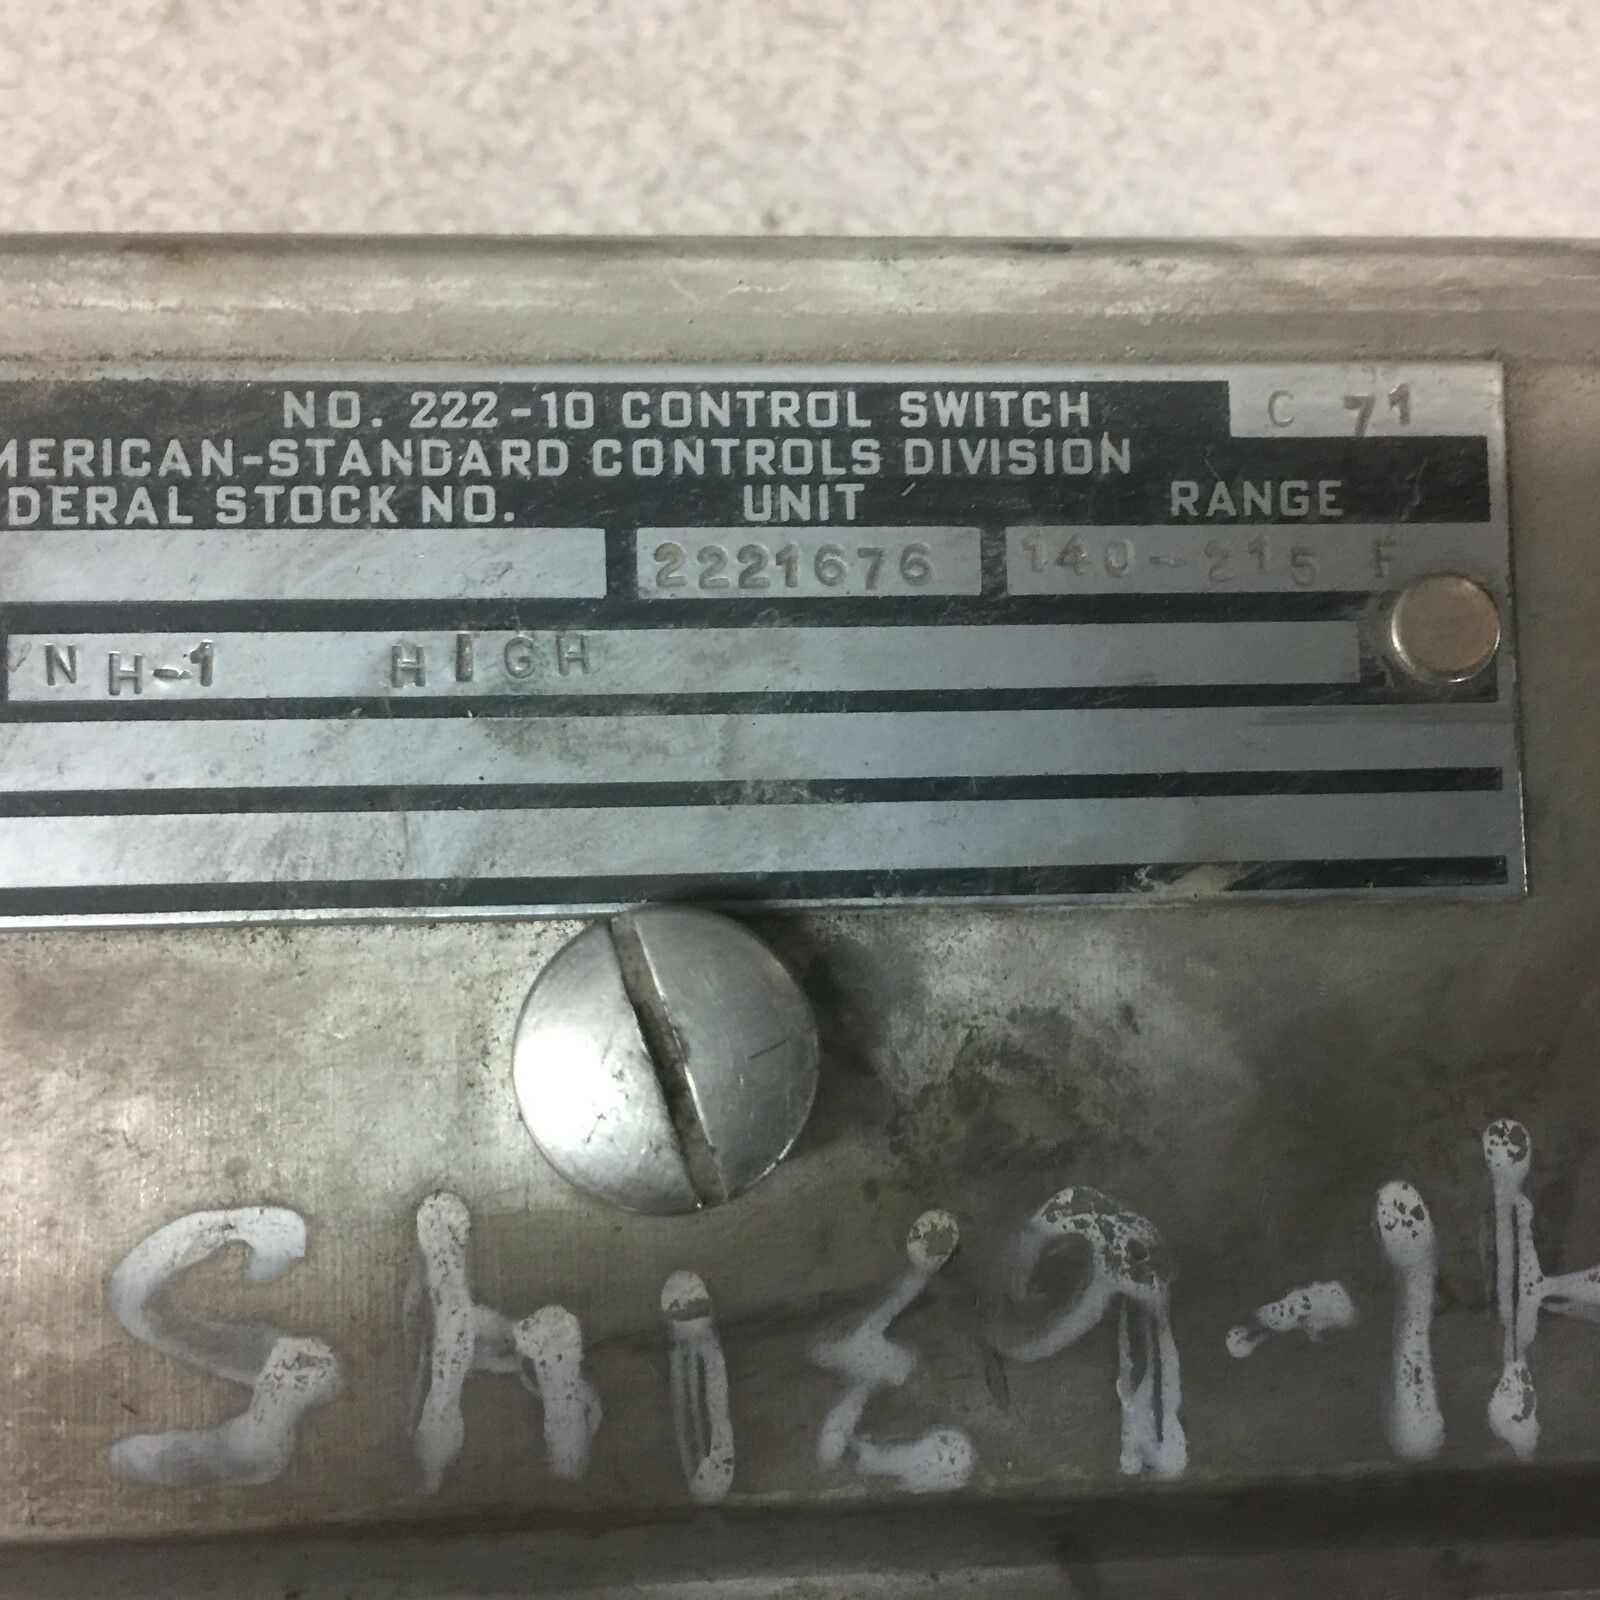 NO. 222-10 CONTROL SWITCH C 71
MERICAN-STANDARD CONTROLS DIVISION
DERAL STOCK NO. UNIT RANGE
2221676 140-215 F
NH-1 HIGH